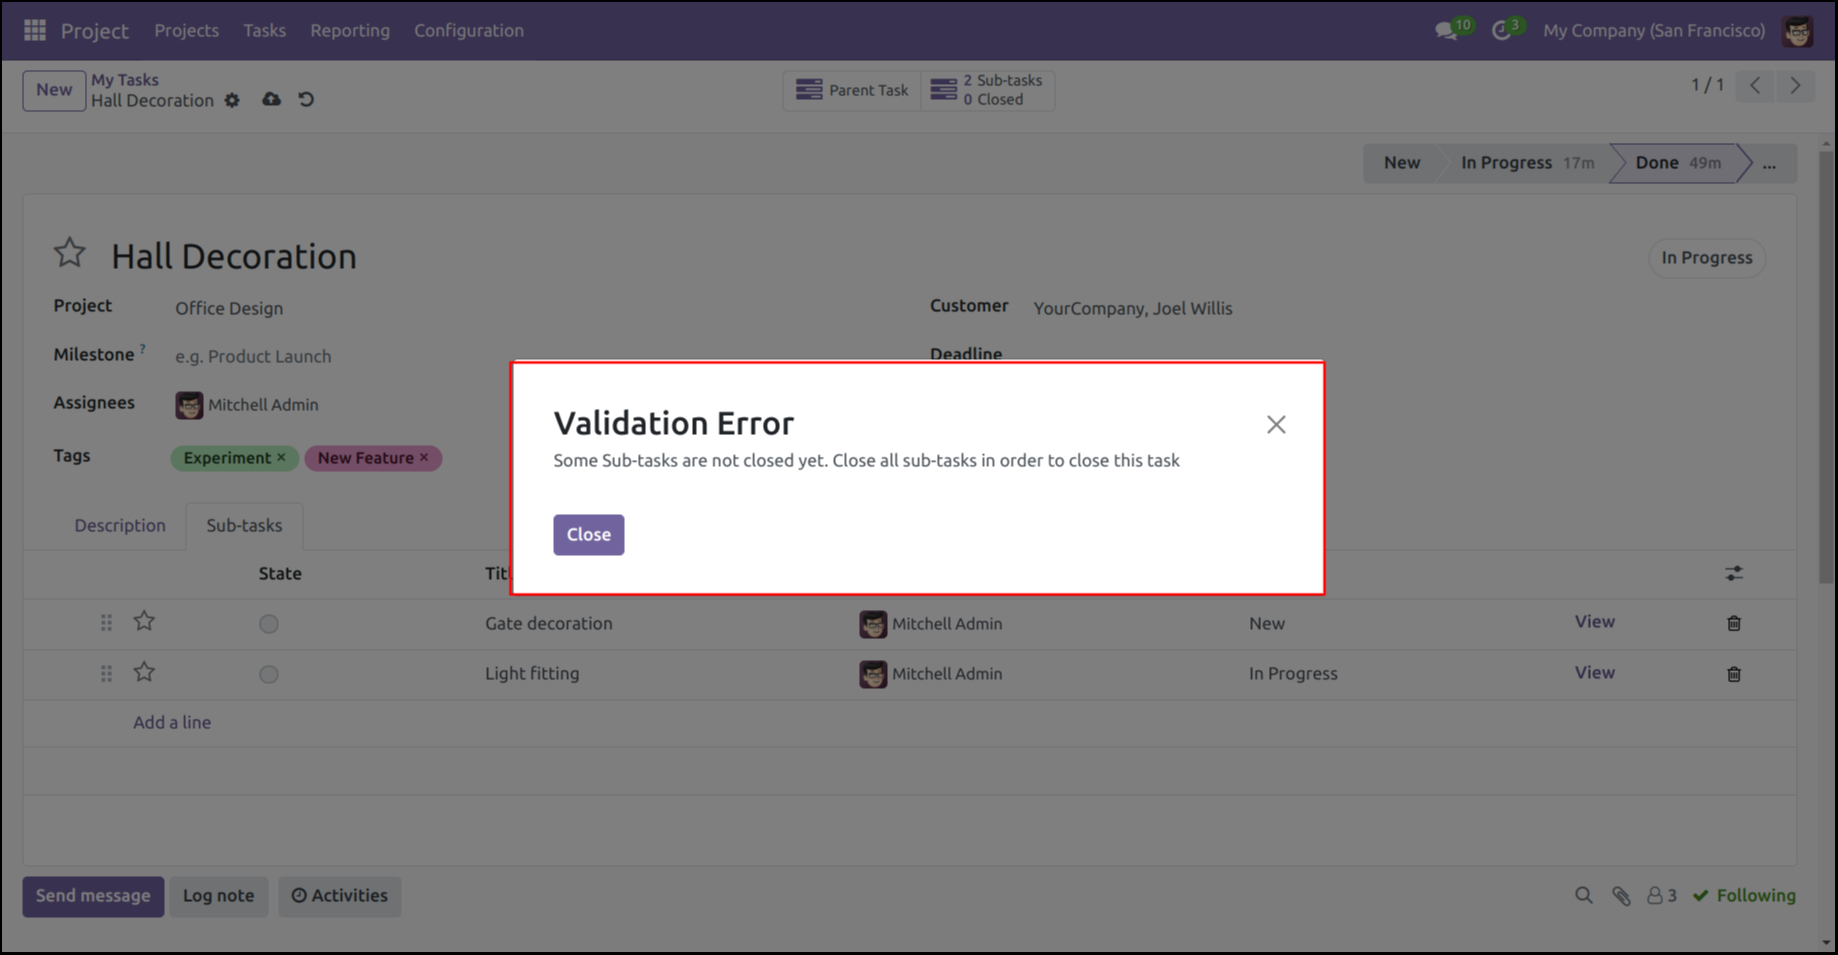 Project Projects Tasks Reporting Configuration 10 3 My Company (San Francisco)
New My Tasks
Hall Decoration
Parent Task 2 Sub-tasks
0 Closed
1 / 1
New In Progress 17m Done 49m ...
Hall Decoration In Progress
Project Office Design Customer YourCompany, Joel Willis
Milestone ? e.g. Product Launch Deadline
Assignees Mitchell Admin
Tags Experiment × New Feature ×
Validation Error
Some Sub-tasks are not closed yet. Close all sub-tasks in order to close this task
Close
Description Sub-tasks
State
Gate decoration Mitchell Admin New View
Light fitting Mitchell Admin In Progress View
Add a line
Send message Log note Activities 3 Following